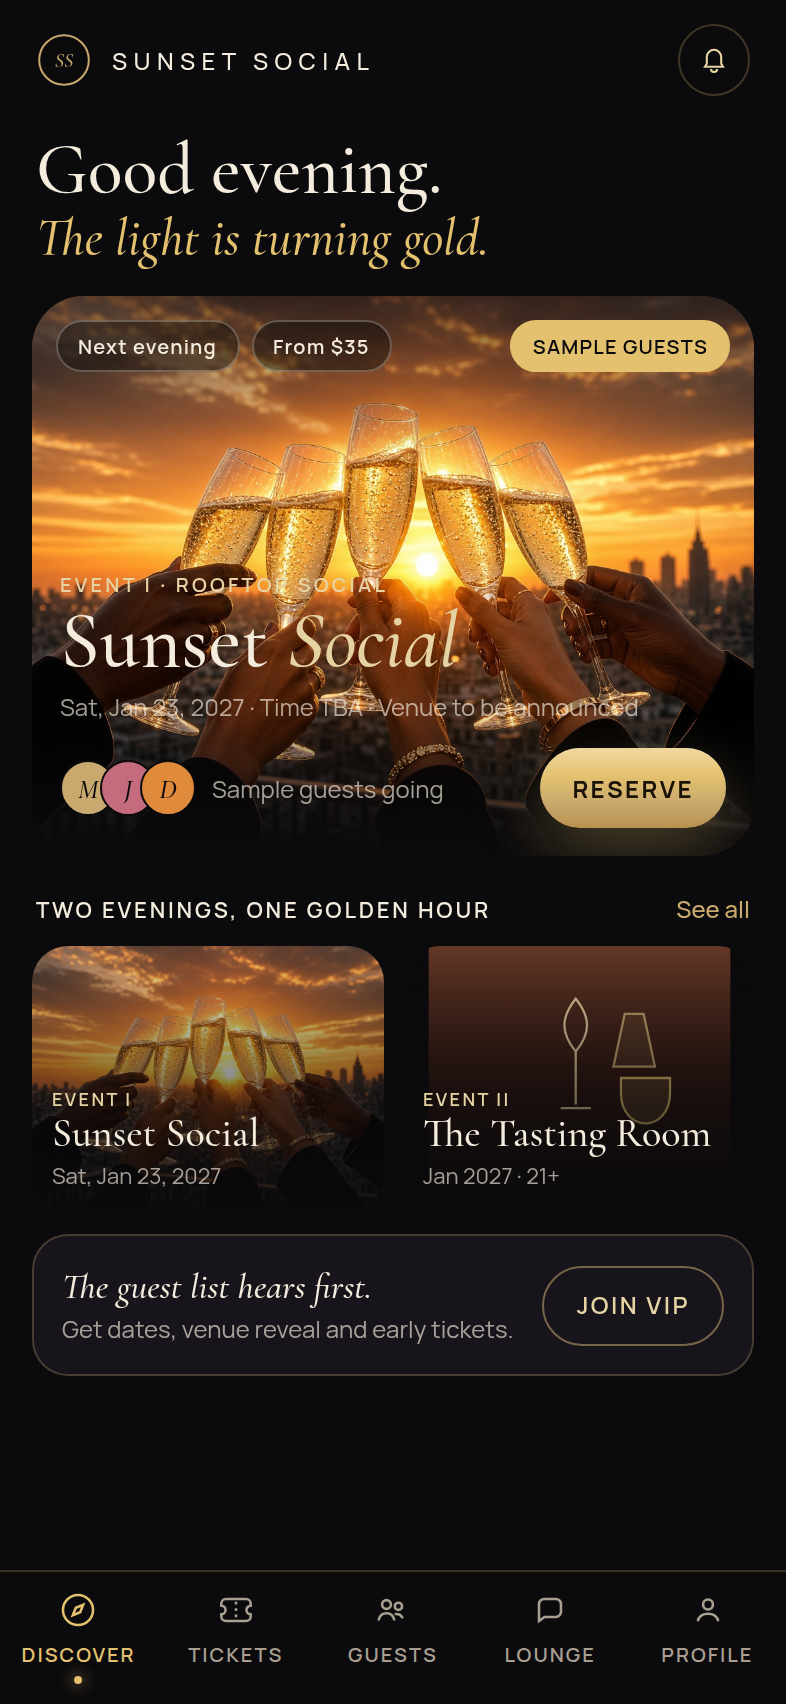 SS SUNSET SOCIAL
Good evening.
The light is turning gold.
Next evening From $35 SAMPLE GUESTS
EVENT I · ROOFTOP SOCIAL
Sunset Social
Sat, Jan 23, 2027 · Time TBA · Venue to be announced
M J D Sample guests going RESERVE
TWO EVENINGS, ONE GOLDEN HOUR See all
EVENT I
Sunset Social
Sat, Jan 23, 2027
EVENT II
The Tasting Room
Jan 2027 · 21+
The guest list hears first.
Get dates, venue reveal and early tickets.
JOIN VIP
DISCOVER TICKETS GUESTS LOUNGE PROFILE